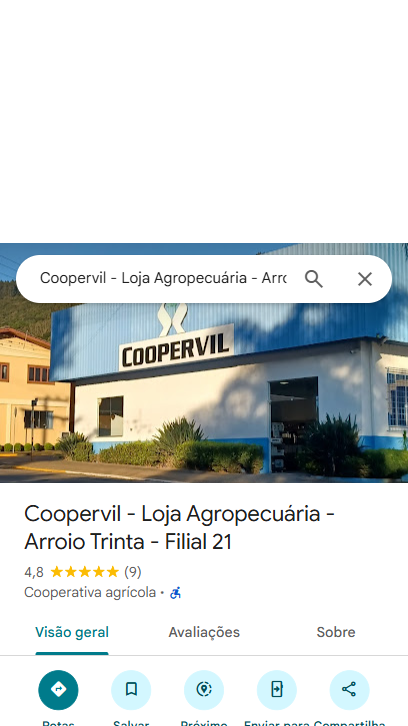 Coopervil - Loja Agropecuária - Arro
COOPERVIL
Coopervil - Loja Agropecuária -
Arroio Trinta - Filial 21
4,8 (9)
Cooperativa agrícola ·
Visão geral Avaliações Sobre
Rotas Salvar Próximo Enviar para Compartilha